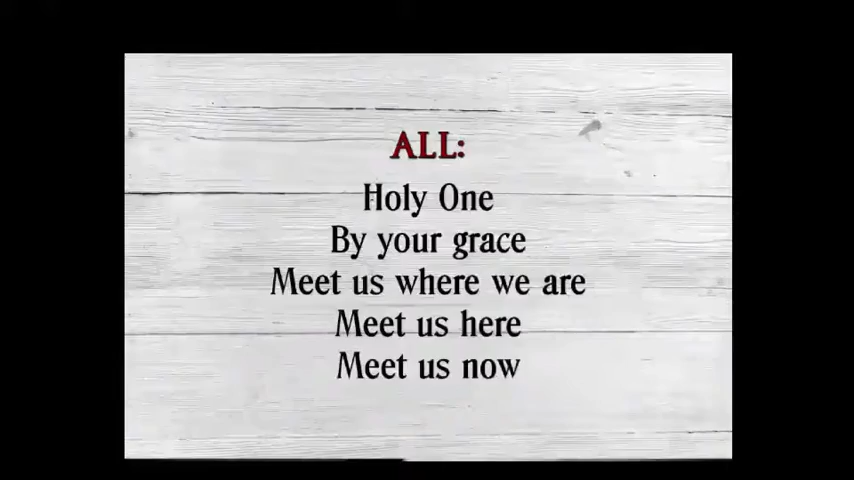 ALL:
Holy One
By your grace
Meet us where we are
Meet us here
Meet us now